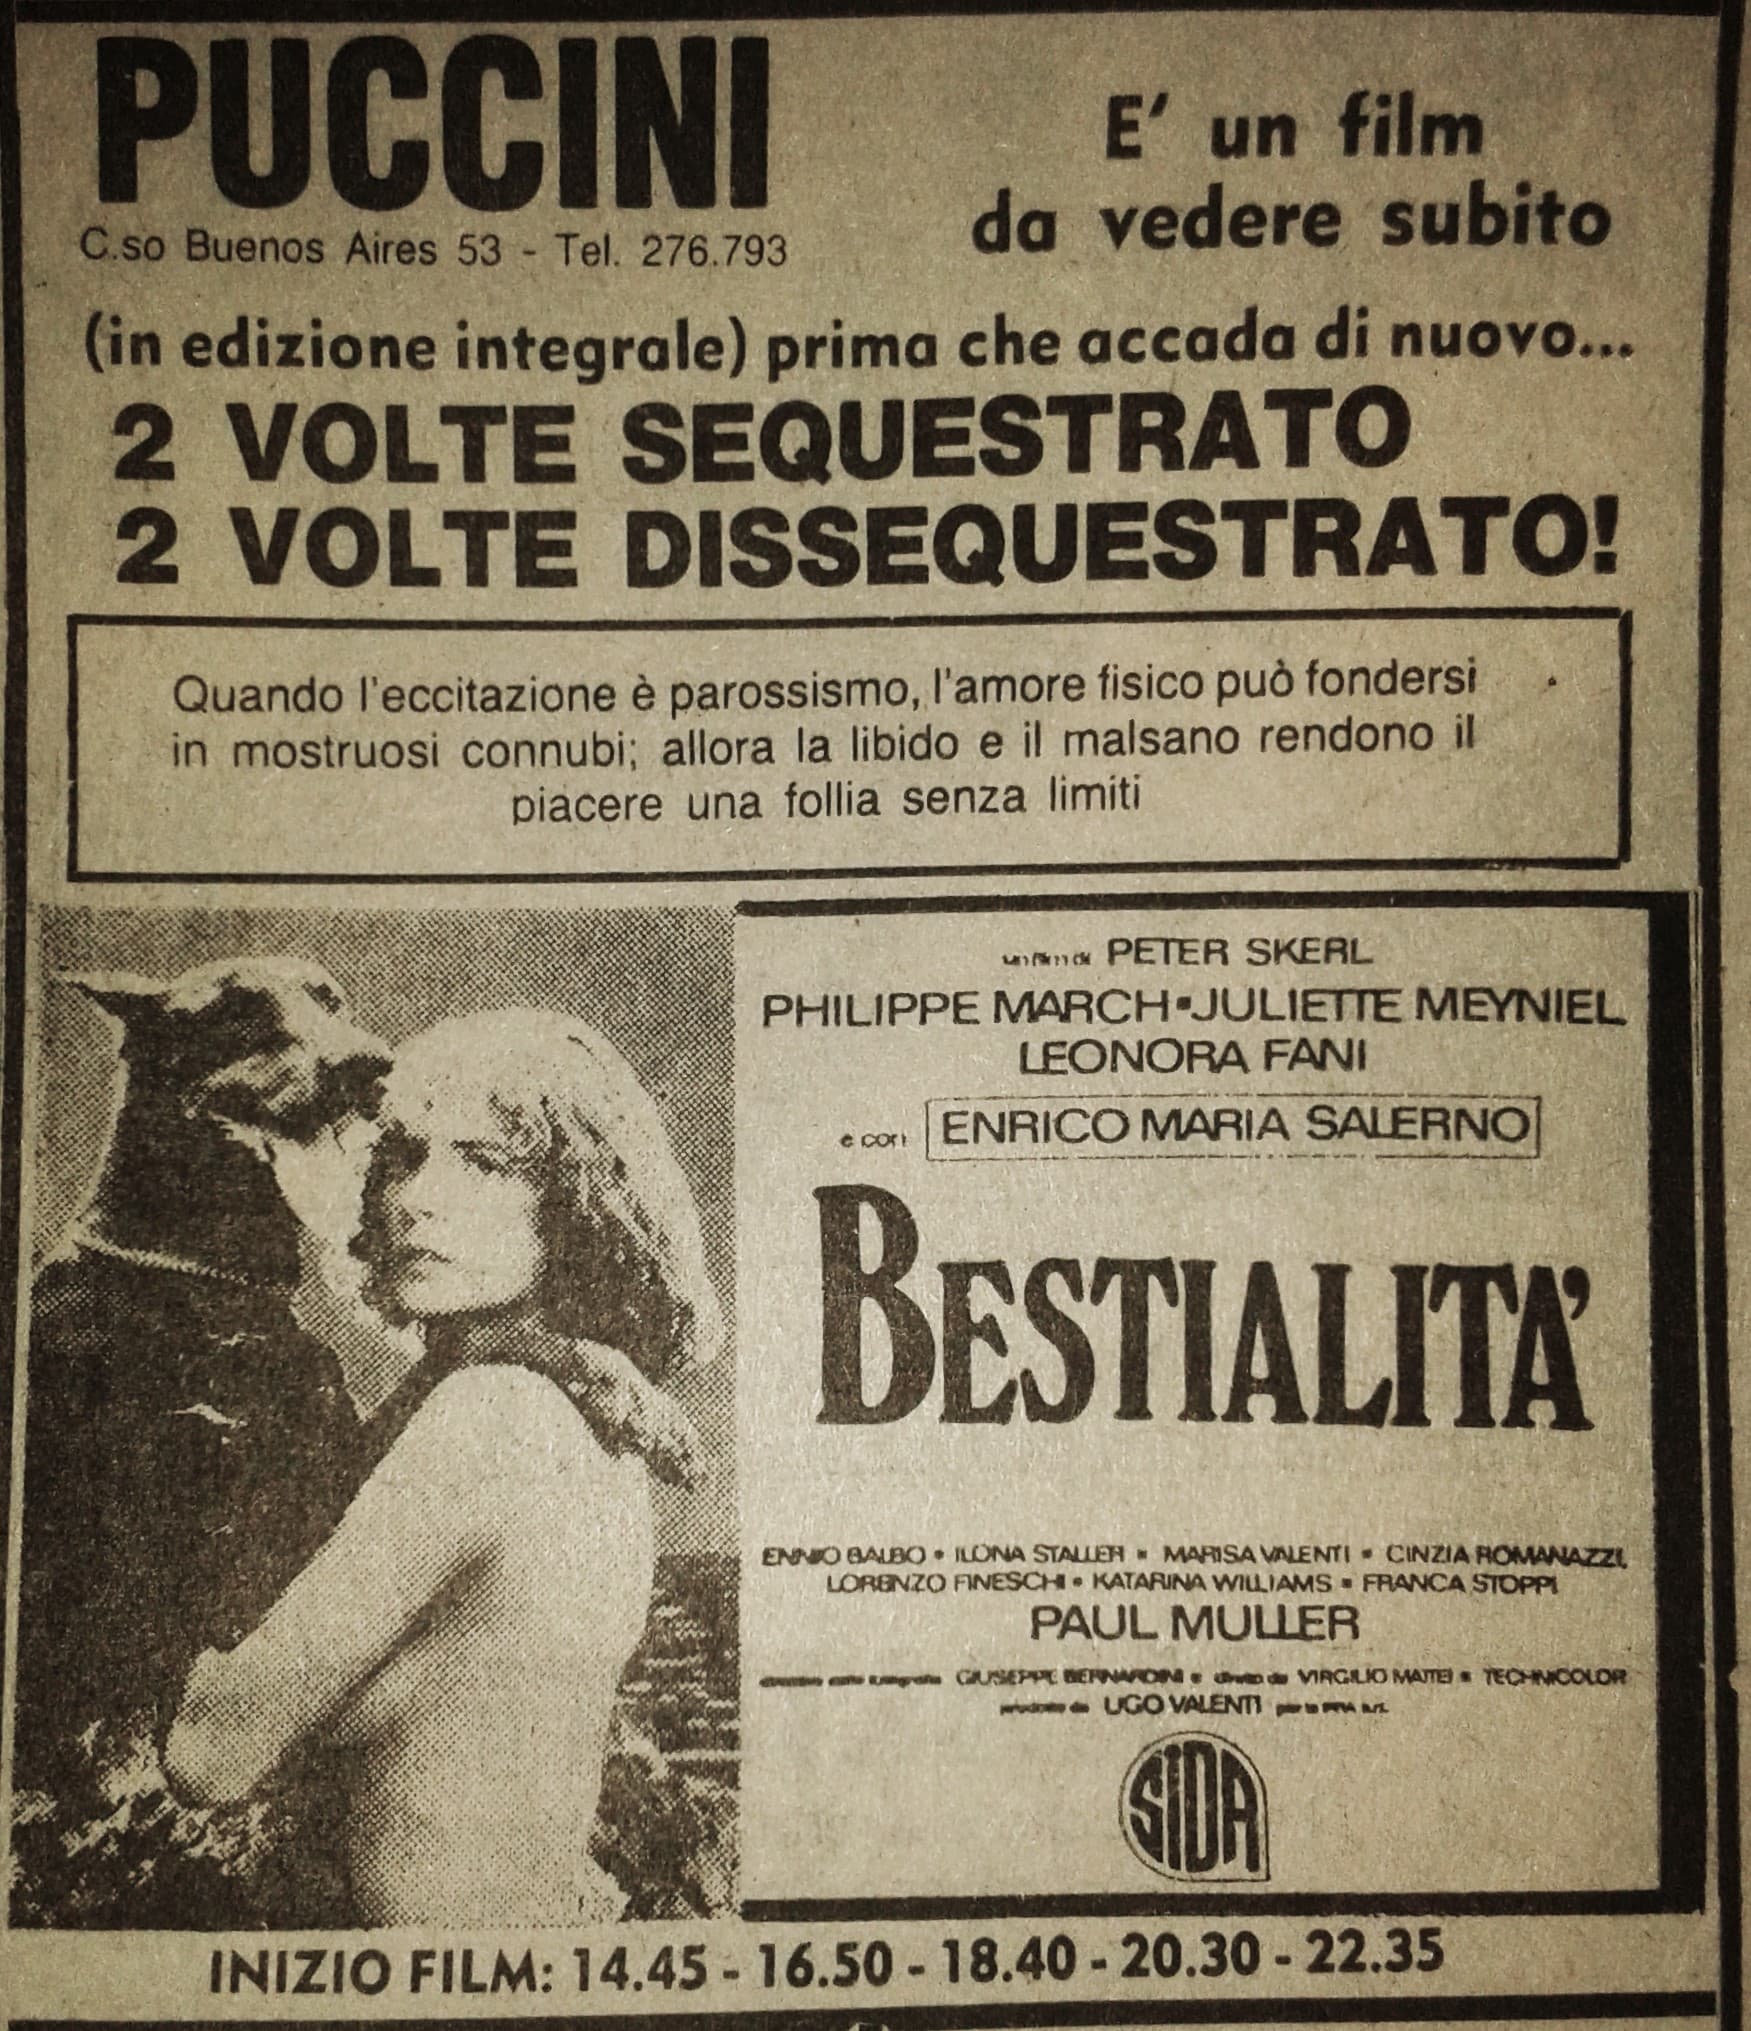 PUCCINI
C.so Buenos Aires 53 - Tel. 276.793
E' un film
da vedere subito
(in edizione integrale) prima che accada di nuovo...
2 VOLTE SEQUESTRATO
2 VOLTE DISSEQUESTRATO!
Quando l'eccitazione è parossismo, l'amore fisico può fondersi
in mostruosi connubi; allora la libido e il malsano rendono il
piacere una follia senza limiti
un film di PETER SKERL
PHILIPPE MARCH • JULIETTE MEYNIEL
LEONORA FANI
e con ENRICO MARIA SALERNO
BESTIALITA'
ENNIO BALBO • ILONA STALLER • MARISA VALENTI • CINZIA ROMANAZZI,
LORENZO FINESCHI • KATARINA WILLIAMS • FRANCA STOPPI
PAUL MULLER
GIUSEPPE BERNARDINI • VIRGILIO MATTEI • TECHNICOLOR
UGO VALENTI
SIDA
INIZIO FILM: 14.45 - 16.50 - 18.40 - 20.30 - 22.35